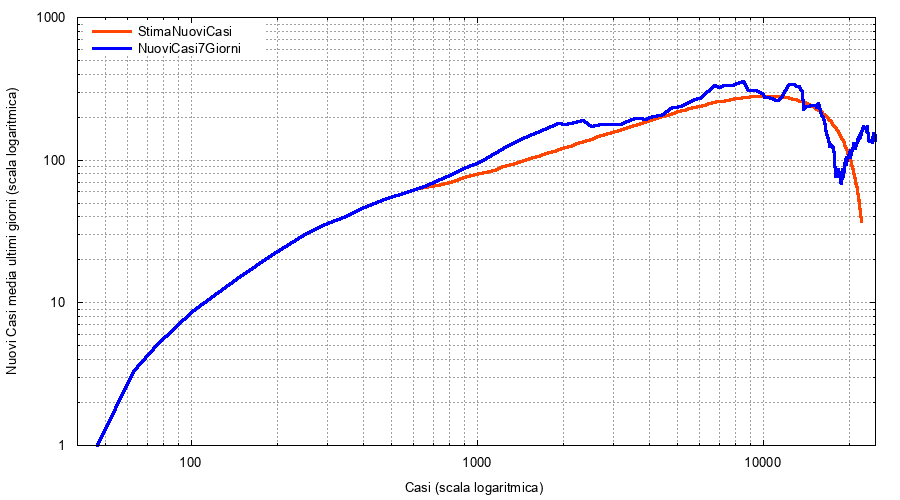 1000
StimaNuoviCasi
NuoviCasi7Giorni
100
10
1
100
1000
10000
Nuovi Casi media ultimi giorni (scala logaritmica)
Casi (scala logaritmica)